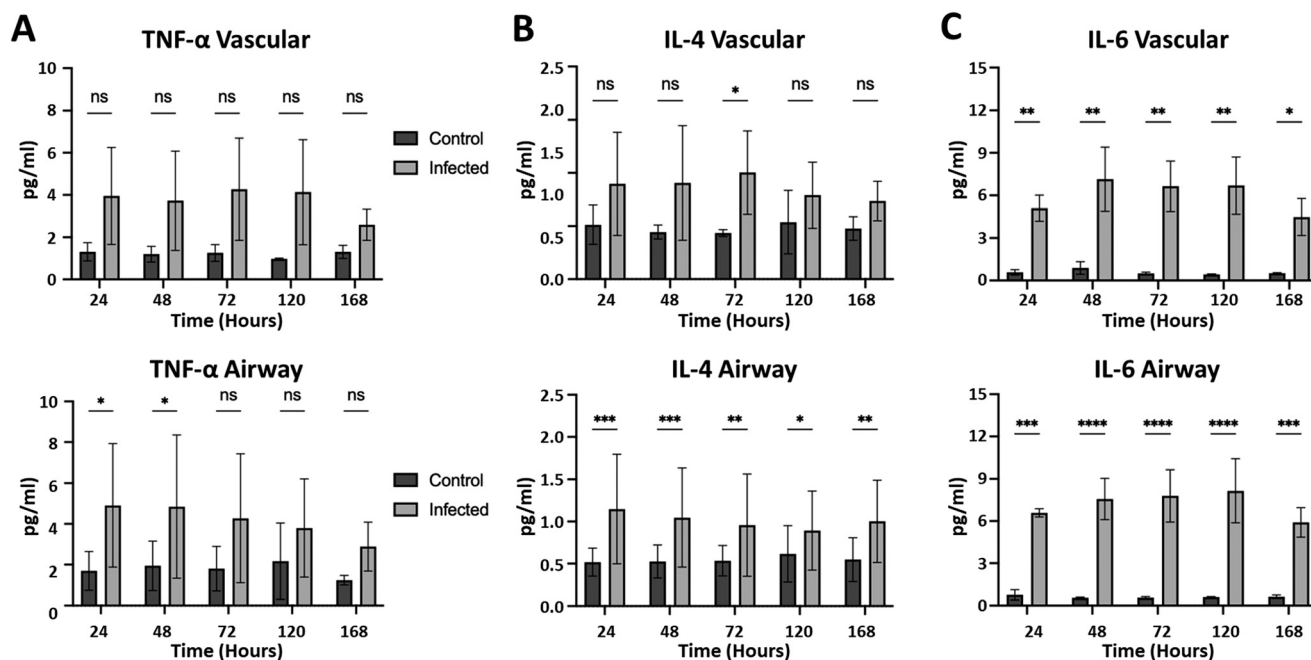 A
TNF-α Vascular
pg/ml
10
8
6
4
2
0
ns ns ns ns ns
24 48 72 120 168
Time (Hours)
Control
Infected
B
IL-4 Vascular
pg/ml
2.5
2.0
1.5
1.0
0.5
0.0
ns ns * ns ns
24 48 72 120 168
Time (Hours)
C
IL-6 Vascular
pg/ml
15
12
9
6
3
0
** ** ** ** *
24 48 72 120 168
Time (Hours)
TNF-α Airway
pg/ml
10
8
6
4
2
0
* * ns ns ns
24 48 72 120 168
Time (Hours)
Control
Infected
IL-4 Airway
pg/ml
2.5
2.0
1.5
1.0
0.5
0.0
*** *** ** * **
24 48 72 120 168
Time (Hours)
IL-6 Airway
pg/ml
15
12
9
6
3
0
*** **** **** **** ***
24 48 72 120 168
Time (Hours)